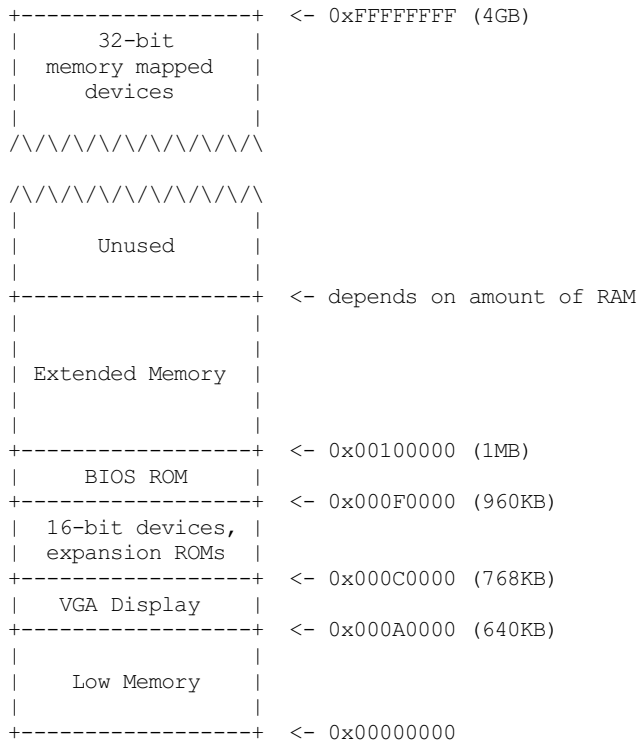 +------------------+ <- 0xFFFFFFFF (4GB)
| 32-bit |
| memory mapped |
| devices |
| |
/\/\/\/\/\/\/\/\/\/\

/\/\/\/\/\/\/\/\/\/\
| |
| Unused |
| |
+------------------+ <- depends on amount of RAM
| |
| |
| Extended Memory |
| |
| |
+------------------+ <- 0x00100000 (1MB)
| BIOS ROM |
+------------------+ <- 0x000F0000 (960KB)
| 16-bit devices, |
| expansion ROMs |
+------------------+ <- 0x000C0000 (768KB)
| VGA Display |
+------------------+ <- 0x000A0000 (640KB)
| |
| Low Memory |
| |
+------------------+ <- 0x00000000